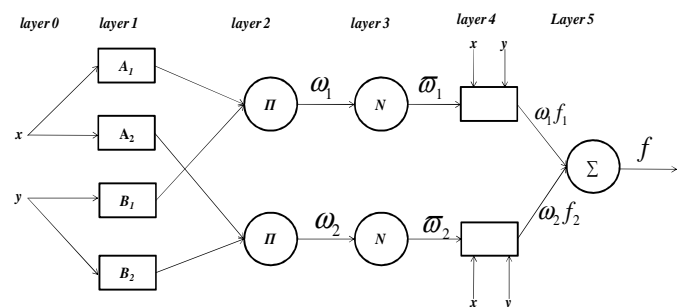 layer 0 layer 1 layer 2 layer 3 layer 4 Layer 5
x y
A₁
ω₁ ϖ₁
Π N
x A₂
ω₁f₁
f
Σ
y B₁
ω₂f₂
ω₂ ϖ₂
Π N
B₂
x y